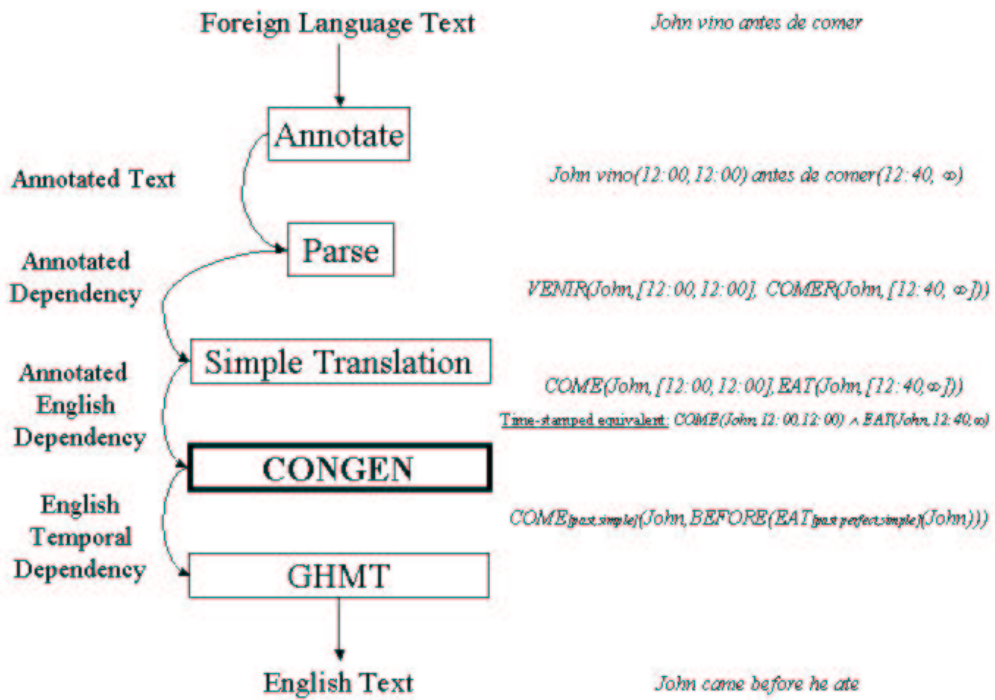 Foreign Language Text
John vino antes de comer
Annotate
Annotated Text
John vino(12:00,12:00) antes de comer(12:40, ∞)
Parse
Annotated
Dependency
VENIR(John,[12:00,12:00], COMER(John,[12:40, ∞]))
Simple Translation
Annotated
English
Dependency
COME(John,[12:00,12:00],EAT(John,[12:40,∞]))
Time-stamped equivalent: COME(John,12:00,12:00) ∧ EAT(John,12:40,∞)
CONGEN
English
Temporal
Dependency
COME[past,simple](John,BEFORE(EAT[past perfect,simple](John)))
GHMT
English Text
John came before he ate